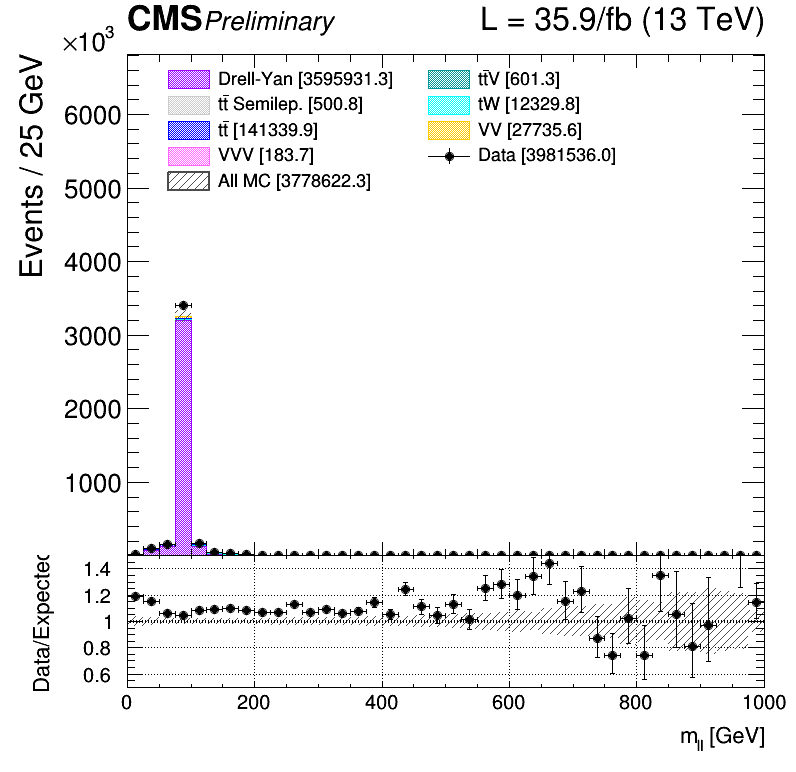 CMS Preliminary L = 35.9/fb (13 TeV)
×10³
Events / 25 GeV
Drell-Yan [3595931.3]
tt̄ Semilep. [500.8]
tt̄ [141339.9]
VVV [183.7]
All MC [3778622.3]
tt̄V [601.3]
tW [12329.8]
VV [27735.6]
Data [3981536.0]
6000
5000
4000
3000
2000
1000
Data/Expected
1.4
1.2
1
0.8
0.6
0 200 400 600 800 1000
m_ll [GeV]